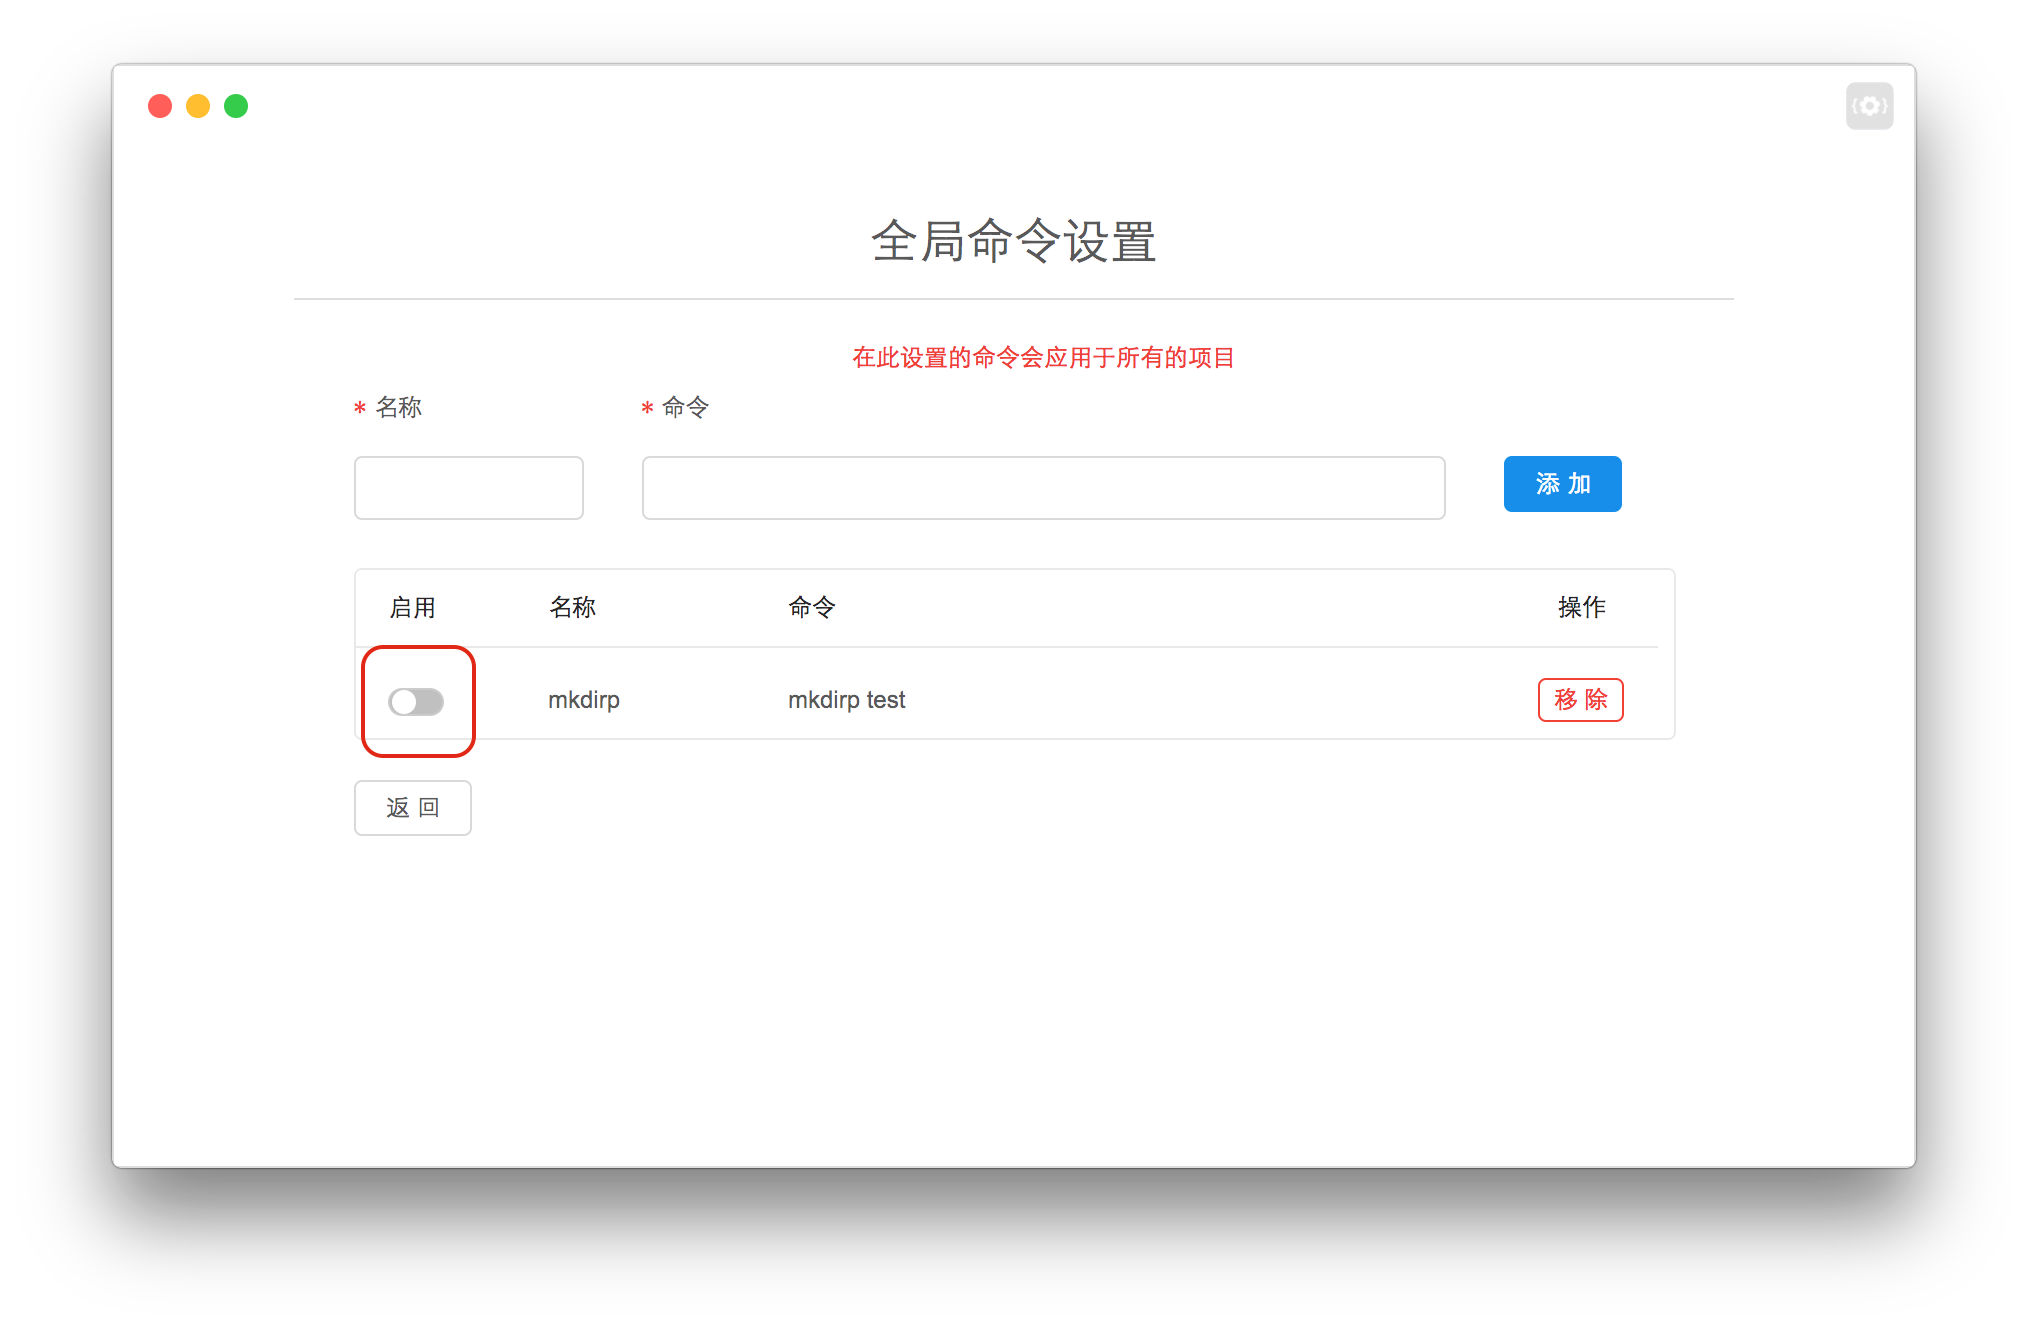 全局命令设置
在此设置的命令会应用于所有的项目
* 名称 * 命令
添 加
启用 名称 命令 操作
mkdirp mkdirp test 移 除
返 回